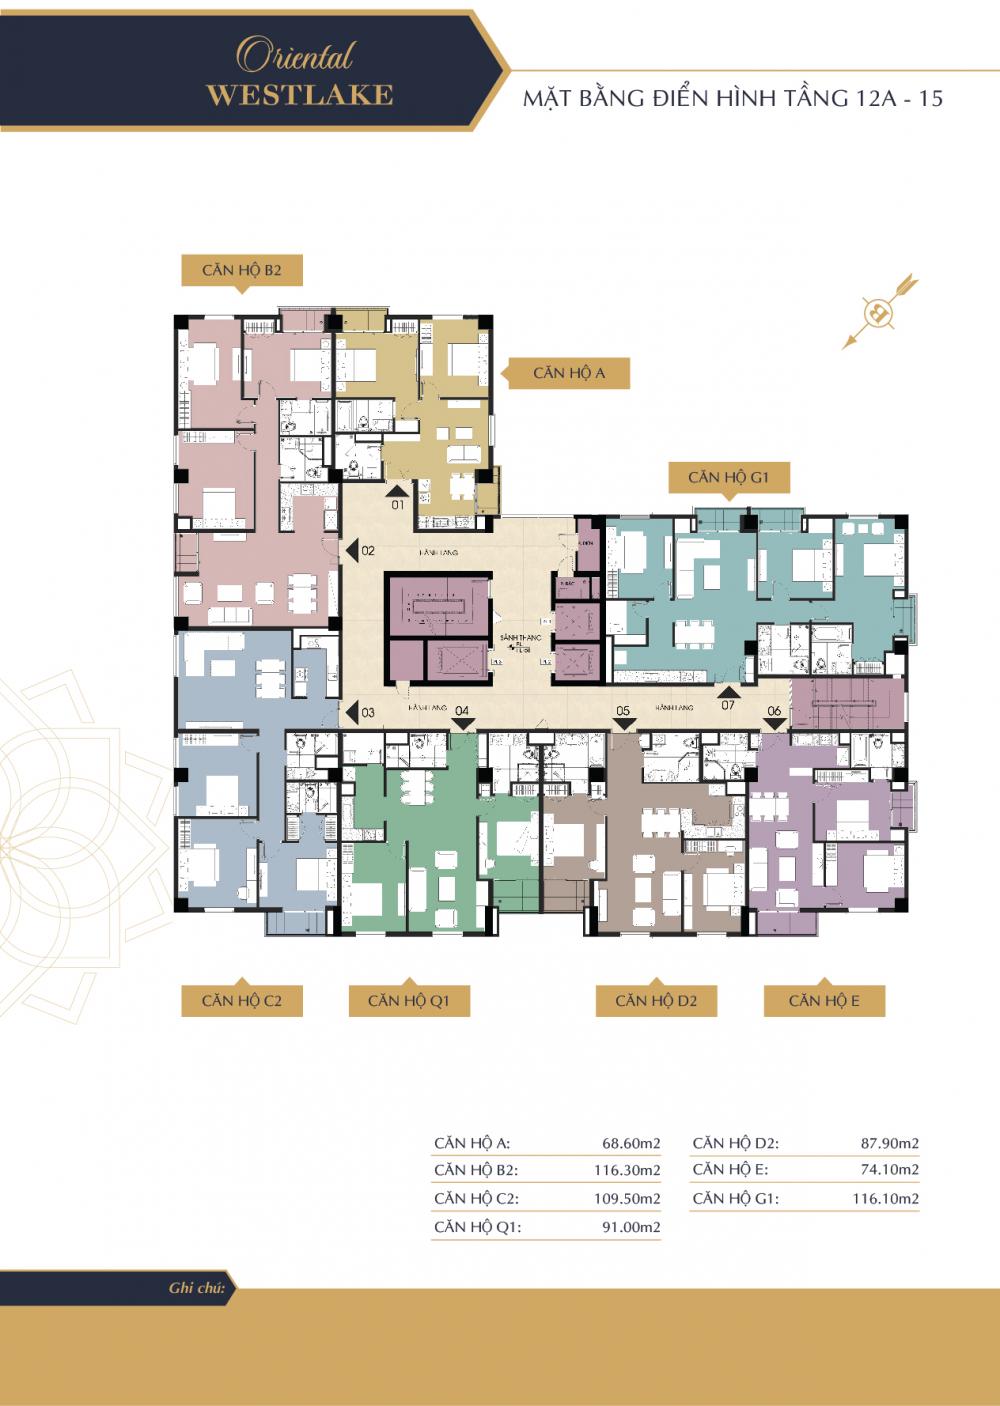 Oriental
WESTLAKE
MẶT BẰNG ĐIỂN HÌNH TẦNG 12A - 15
CĂN HỘ B2
B
CĂN HỘ A
CĂN HỘ G1
01
02
HÀNH LANG
P. RÁC
SẢNH THANG
03
HÀNH LANG
04
05
HÀNH LANG
07
06
CĂN HỘ C2
CĂN HỘ Q1
CĂN HỘ D2
CĂN HỘ E
CĂN HỘ A: 68.60m2
CĂN HỘ B2: 116.30m2
CĂN HỘ C2: 109.50m2
CĂN HỘ Q1: 91.00m2
CĂN HỘ D2: 87.90m2
CĂN HỘ E: 74.10m2
CĂN HỘ G1: 116.10m2
Ghi chú: